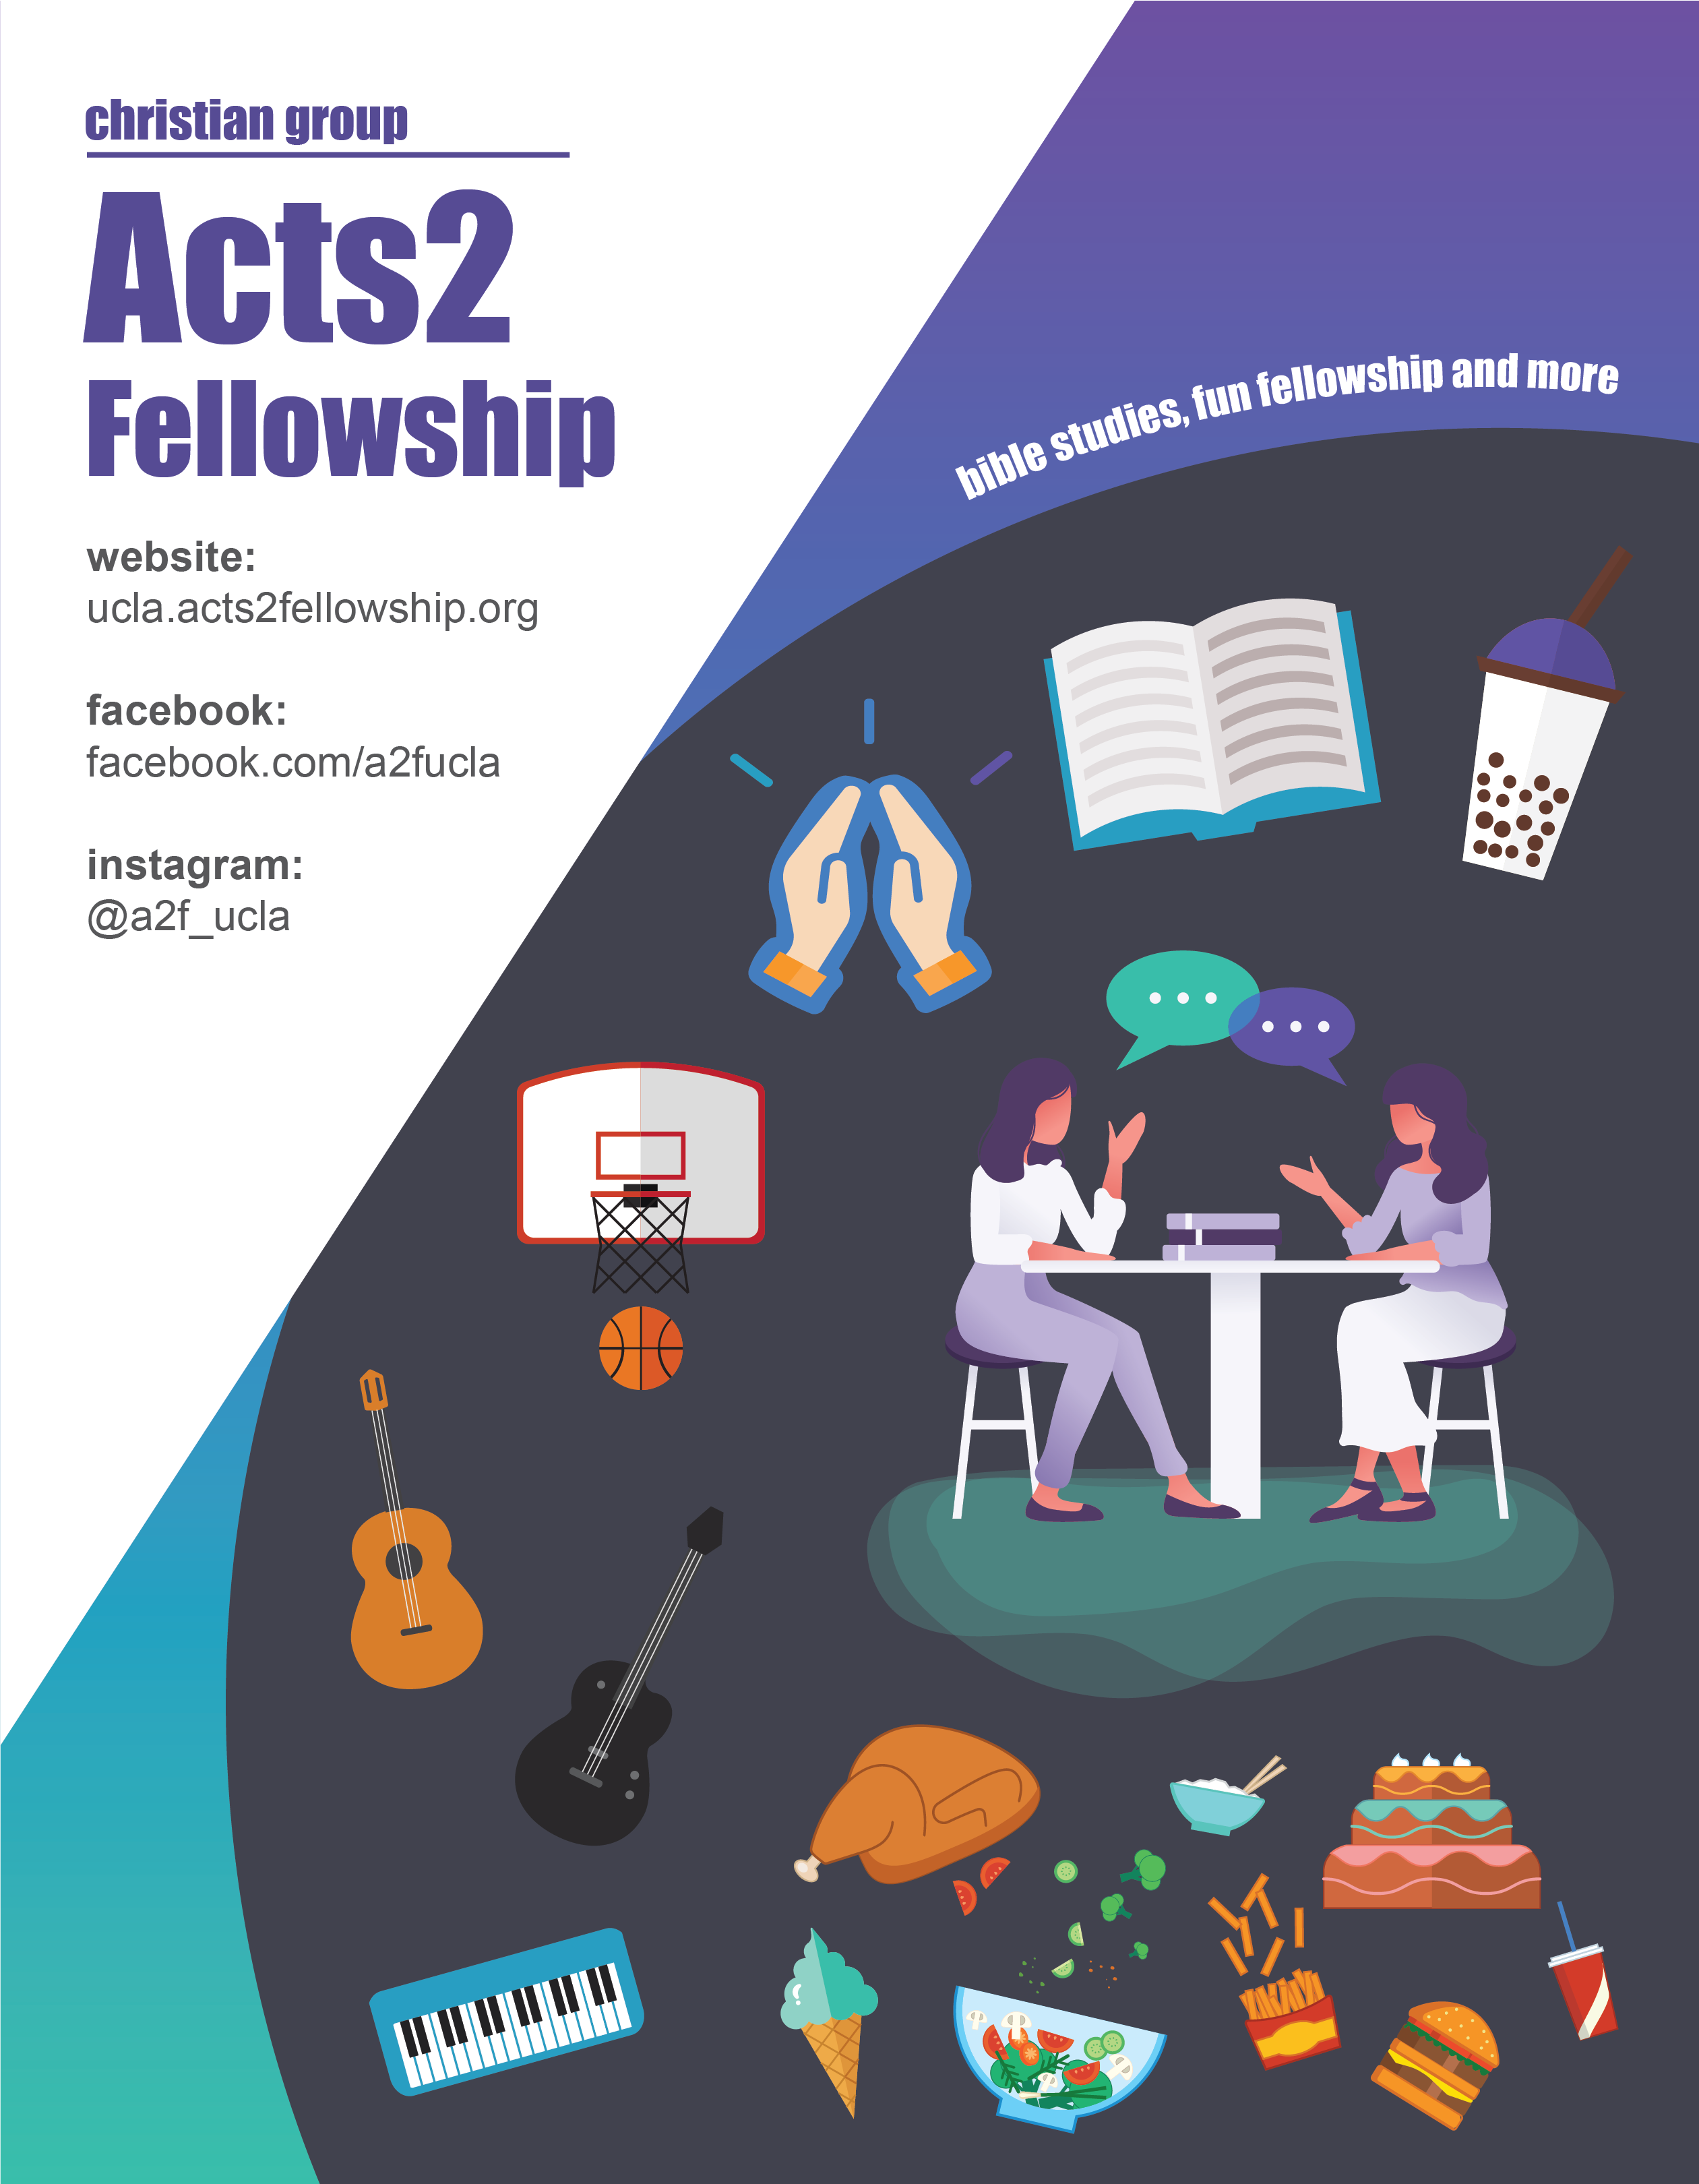 christian group
Acts2
Fellowship
website:
ucla.acts2fellowship.org
facebook:
facebook.com/a2fucla
instagram:
@a2f_ucla
bible studies, fun fellowship and more